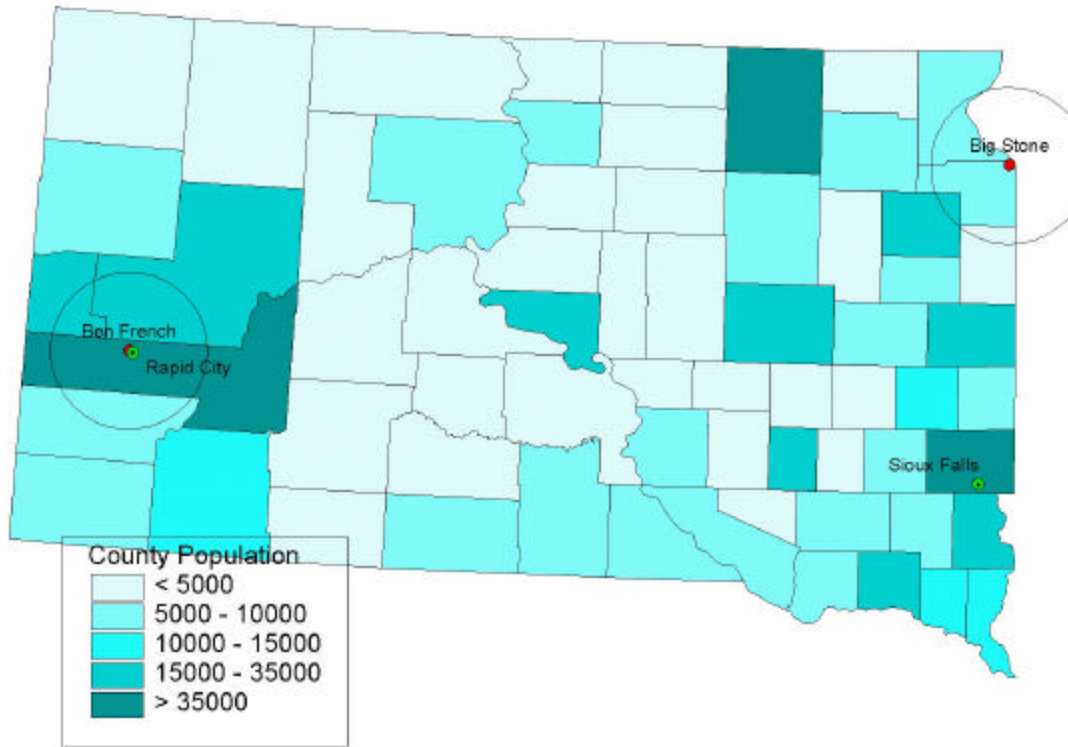 Big Stone
Ben French
Rapid City
Sioux Falls
County Population
< 5000
5000 - 10000
10000 - 15000
15000 - 35000
> 35000